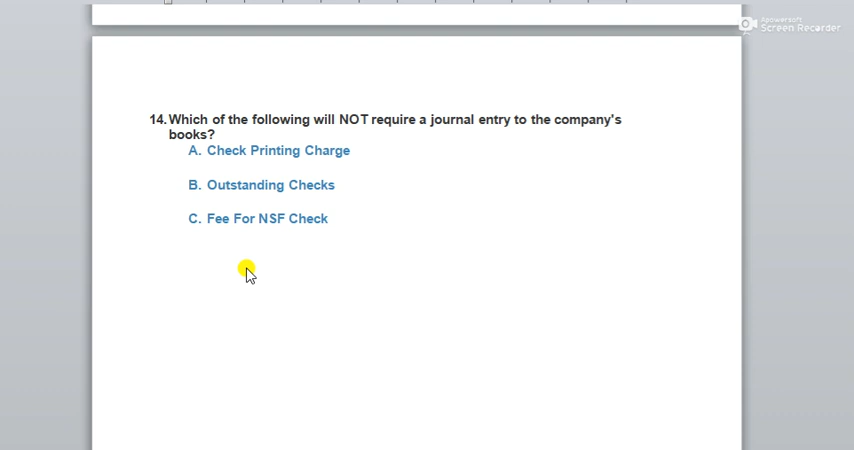 Apowersoft
Screen Recorder
14. Which of the following will NOT require a journal entry to the company's
books?
A. Check Printing Charge
B. Outstanding Checks
C. Fee For NSF Check